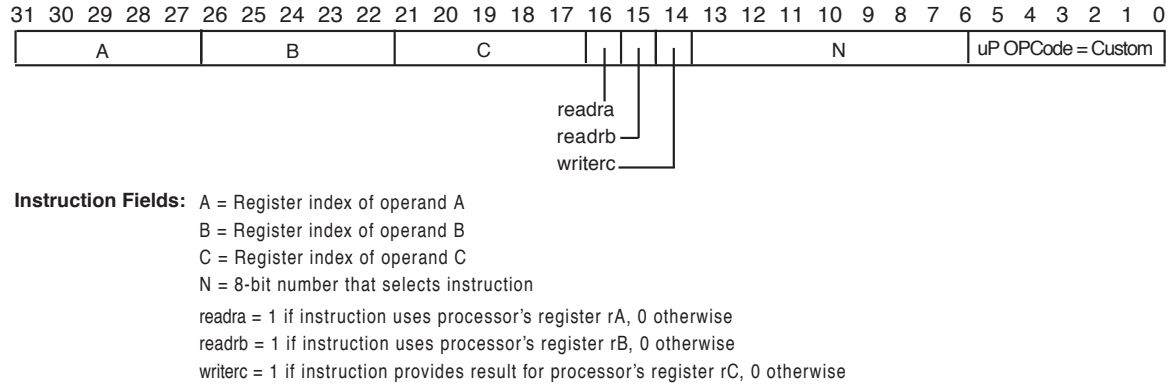 31 30 29 28 27 26 25 24 23 22 21 20 19 18 17 16 15 14 13 12 11 10 9 8 7 6 5 4 3 2 1 0
A B C N uP OPCode = Custom
readra
readrb
writerc
Instruction Fields: A = Register index of operand A
B = Register index of operand B
C = Register index of operand C
N = 8-bit number that selects instruction
readra = 1 if instruction uses processor’s register rA, 0 otherwise
readrb = 1 if instruction uses processor’s register rB, 0 otherwise
writerc = 1 if instruction provides result for processor’s register rC, 0 otherwise